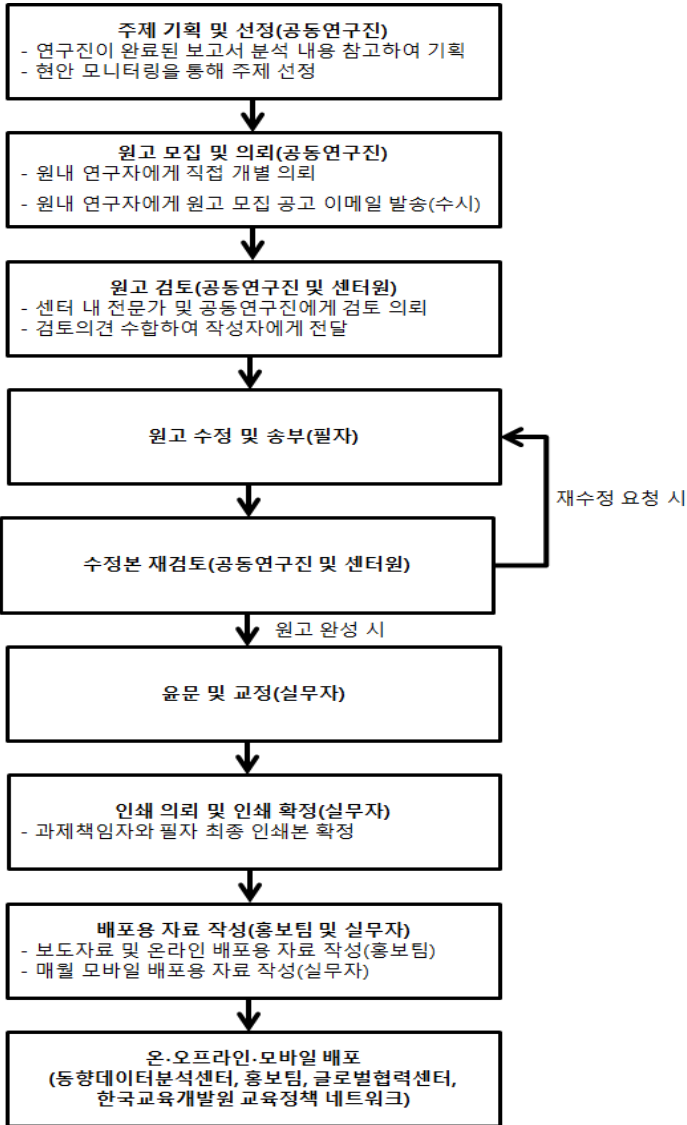 주제 기획 및 선정(공동연구진)
- 연구진이 완료된 보고서 분석 내용 참고하여 기획
- 현안 모니터링을 통해 주제 선정
원고 모집 및 의뢰(공동연구진)
- 원내 연구자에게 직접 개별 의뢰
- 원내 연구자에게 원고 모집 공고 이메일 발송(수시)
원고 검토(공동연구진 및 센터원)
- 센터 내 전문가 및 공동연구진에게 검토 의뢰
- 검토의견 수합하여 작성자에게 전달
원고 수정 및 송부(필자)
재수정 요청 시
수정본 재검토(공동연구진 및 센터원)
원고 완성 시
윤문 및 교정(실무자)
인쇄 의뢰 및 인쇄 확정(실무자)
- 과제책임자와 필자 최종 인쇄본 확정
배포용 자료 작성(홍보팀 및 실무자)
- 보도자료 및 온라인 배포용 자료 작성(홍보팀)
- 매월 모바일 배포용 자료 작성(실무자)
온·오프라인·모바일 배포
(동향데이터분석센터, 홍보팀, 글로벌협력센터,
한국교육개발원 교육정책 네트워크)